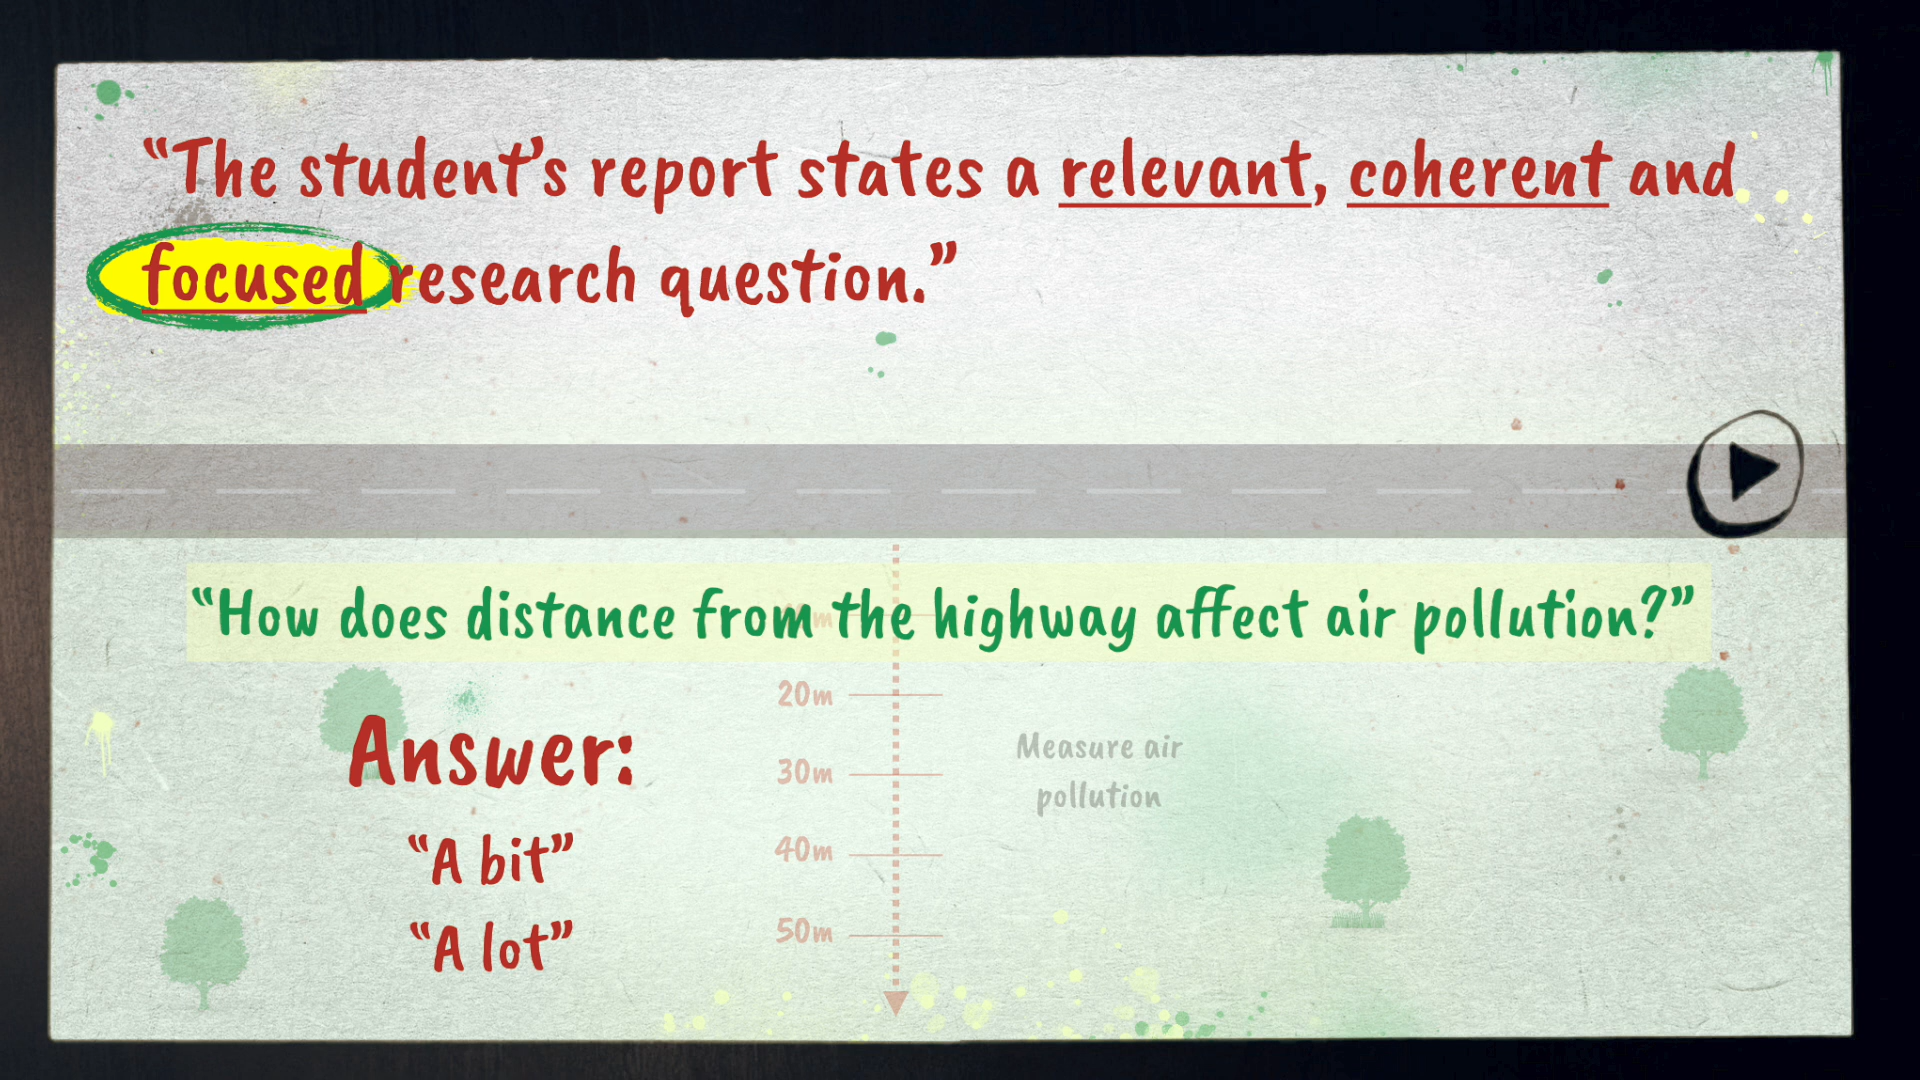 “The student’s report states a relevant, coherent and
focused research question.”
“How does distance from the highway affect air pollution?”
20m
Answer:
Measure air
30m
pollution
“A bit”
40m
“A lot”
50m